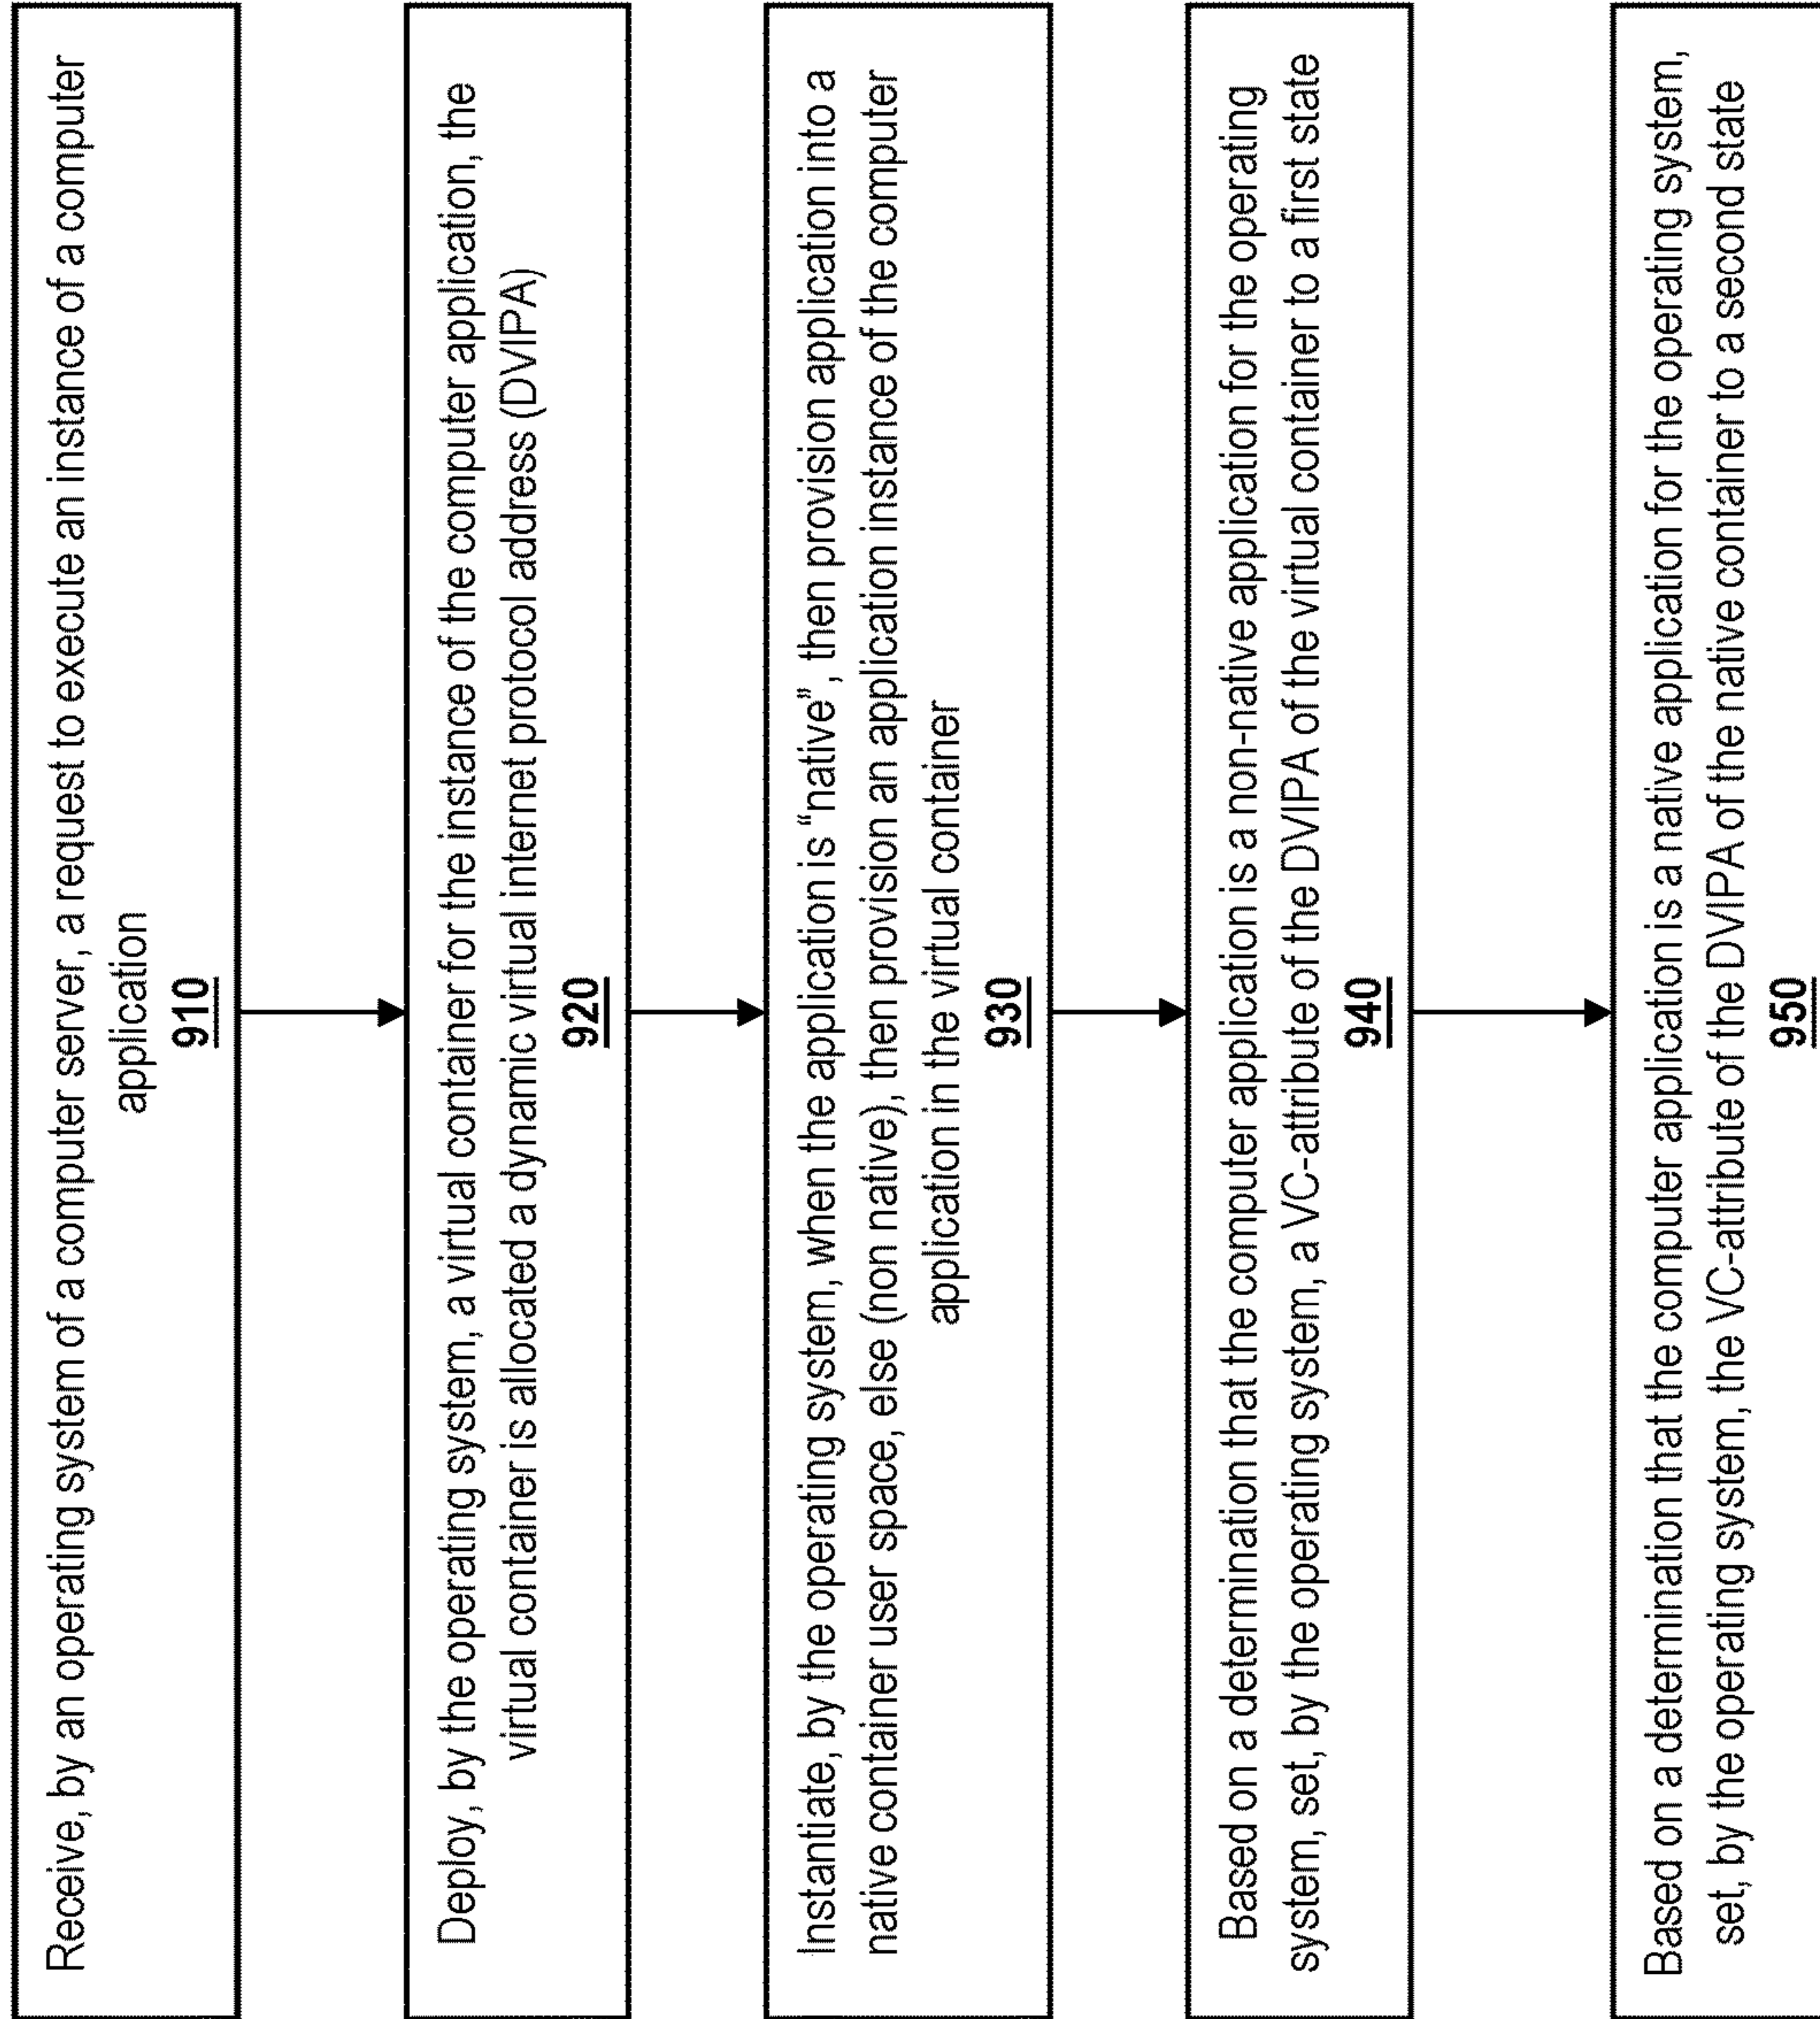 Receive, by an operating system of a computer server, a request to execute an instance of a computer
application
910
Deploy, by the operating system, a virtual container for the instance of the computer application, the
virtual container is allocated a dynamic virtual internet protocol address (DVIPA)
920
Instantiate, by the operating system, when the application is “native”, then provision application into a
native container user space, else (non native), then provision an application instance of the computer
application in the virtual container
930
Based on a determination that the computer application is a non-native application for the operating
system, set, by the operating system, a VC-attribute of the DVIPA of the virtual container to a first state
940
Based on a determination that the computer application is a native application for the operating system,
set, by the operating system, the VC-attribute of the DVIPA of the native container to a second state
950